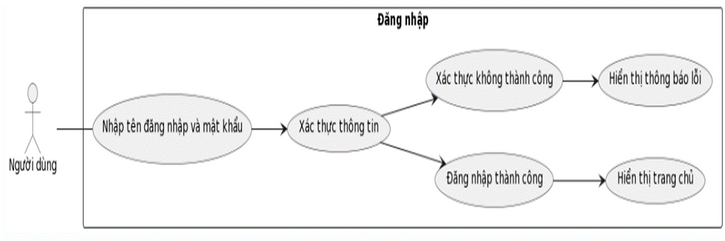 Đăng nhập
Người dùng
Nhập tên đăng nhập và mật khẩu
Xác thực thông tin
Xác thực không thành công
Hiển thị thông báo lỗi
Đăng nhập thành công
Hiển thị trang chủ